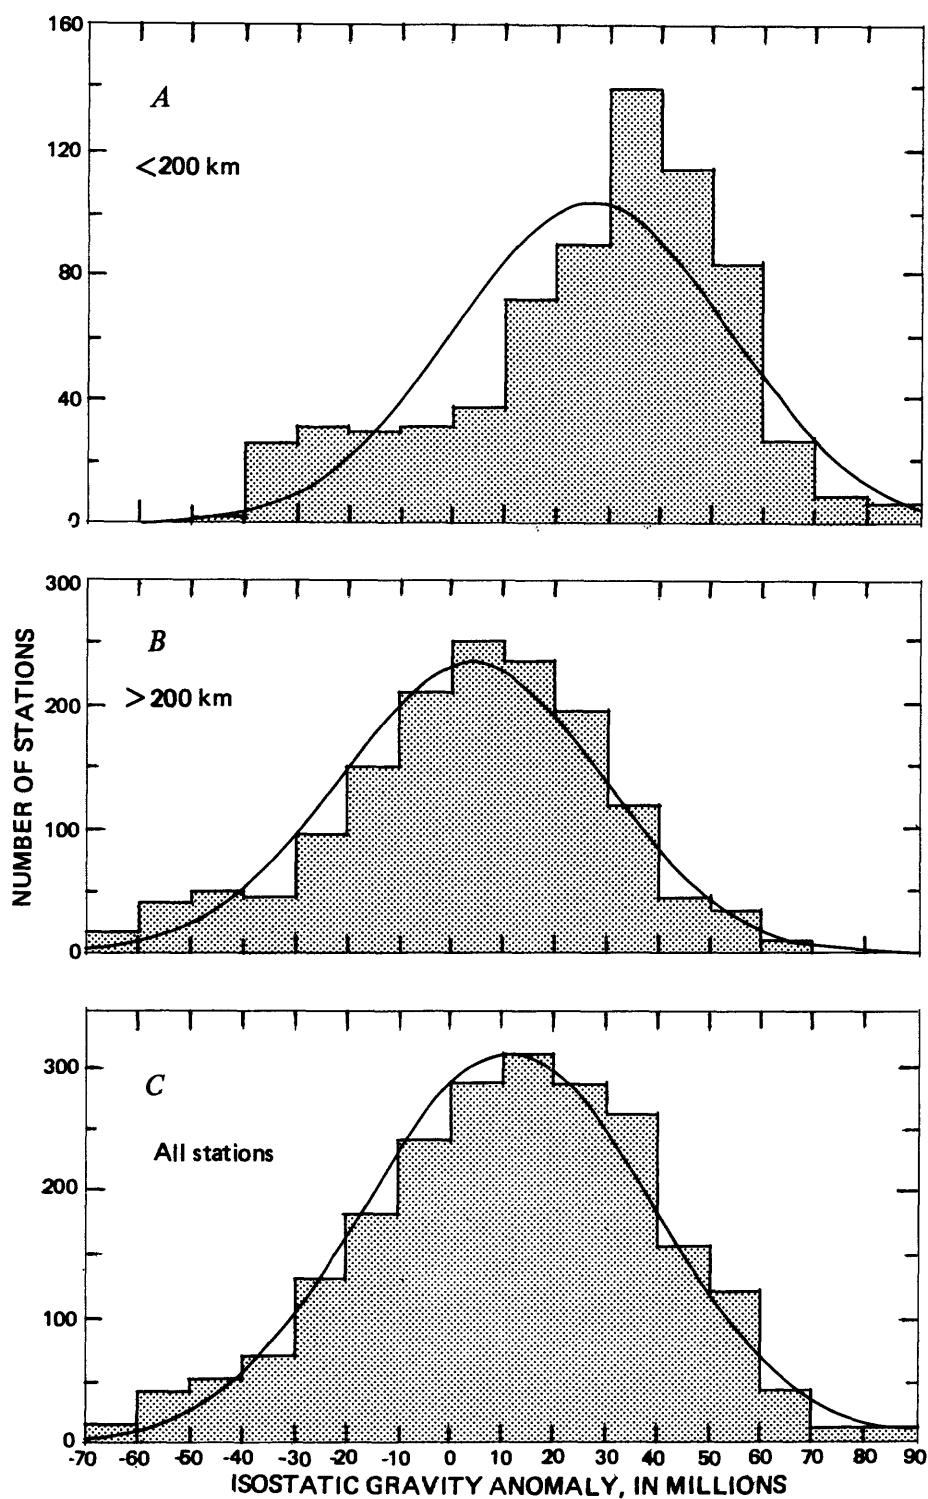 160
A
<200 km
120
80
40
0
300
B
>200 km
200
100
0
NUMBER OF STATIONS
300
C
All stations
200
100
0
-70 -60 -50 -40 -30 -20 -10 0 10 20 30 40 50 60 70 80 90
ISOSTATIC GRAVITY ANOMALY, IN MILLIONS